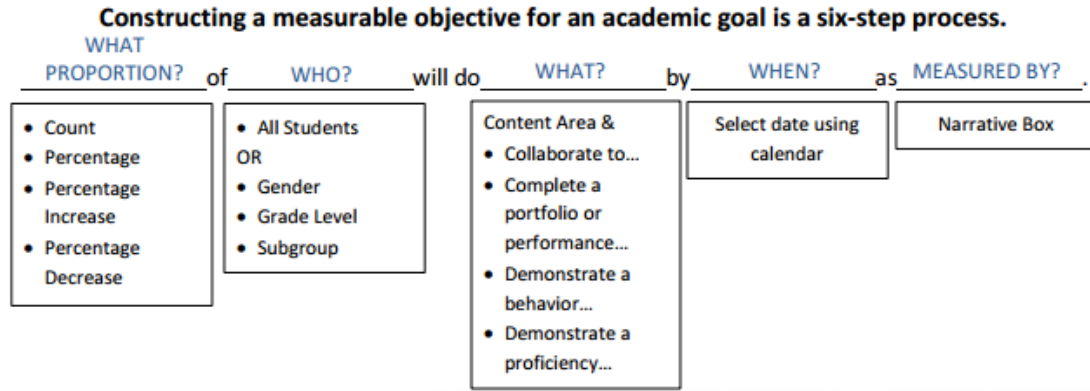 Constructing a measurable objective for an academic goal is a six-step process.
WHAT
PROPORTION? of WHO? will do WHAT? by WHEN? as MEASURED BY? .
• Count
• Percentage
• Percentage
Increase
• Percentage
Decrease
• All Students
OR
• Gender
• Grade Level
• Subgroup
Content Area &
• Collaborate to...
• Complete a
portfolio or
performance...
• Demonstrate a
behavior...
• Demonstrate a
proficiency...
Select date using
calendar
Narrative Box